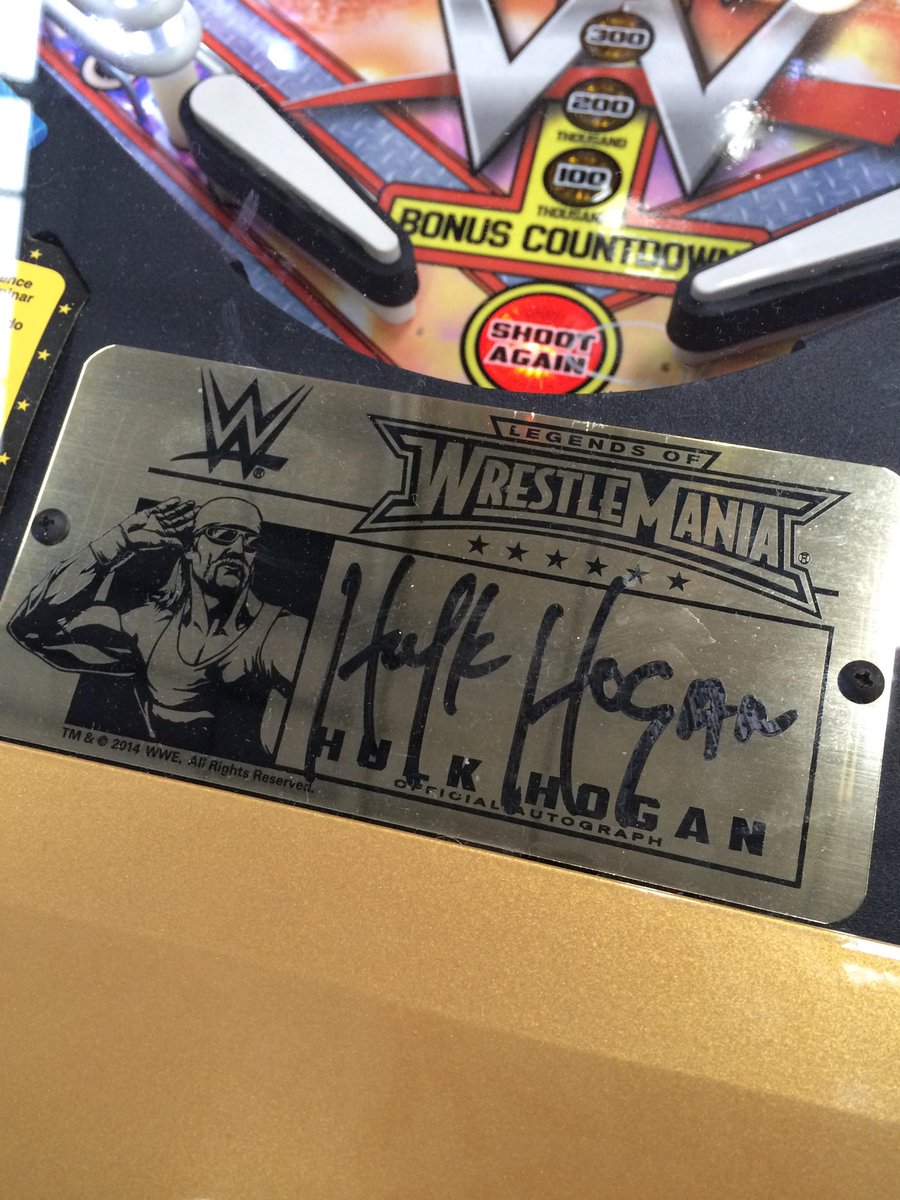 300
200
THOUSAND
100
THOUSAND
BONUS COUNTDOWN
SHOOT
AGAIN
do
W
LEGENDS OF
WRESTLEMANIA®
Hulk Hogan
HULK HOGAN
OFFICIAL AUTOGRAPH
TM & © 2014 WWE. All Rights Reserved.